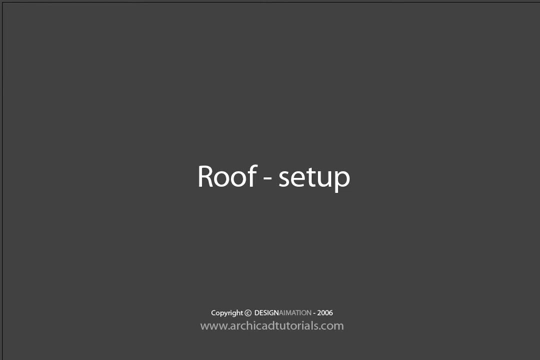 Roof - setup
Copyright © DESIGNAIMATION - 2006
www.archicadtutorials.com